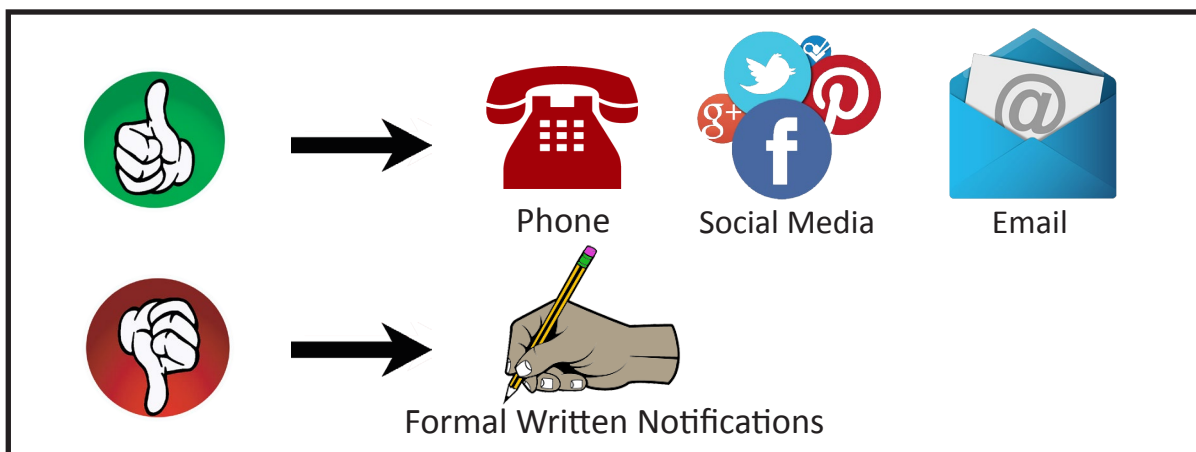 g+
f
@
Phone
Social Media
Email
Formal Written Notifications